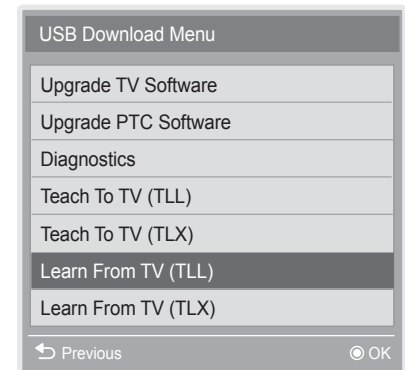 USB Download Menu
Upgrade TV Software
Upgrade PTC Software
Diagnostics
Teach To TV (TLL)
Teach To TV (TLX)
Learn From TV (TLL)
Learn From TV (TLX)
Previous OK